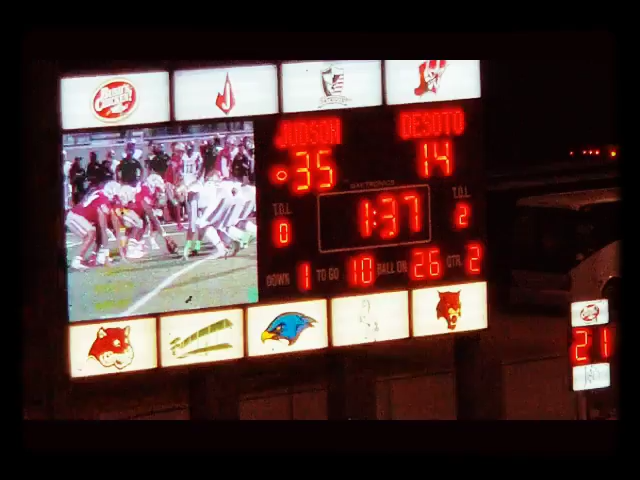 JUDSON DESOTO
35 14
DAKTRONICS
T.O.L. 1:37 T.O.L.
0 2
DOWN 1 TO GO 10 BALL ON 26 QTR 2
21